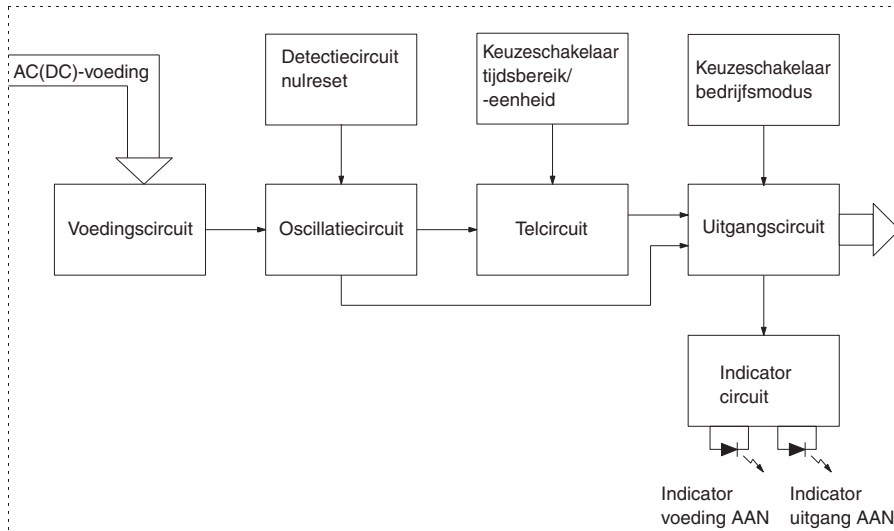 AC(DC)-voeding
Detectiecircuit
nulreset
Keuzeschakelaar
tijdsbereik/
-eenheid
Keuzeschakelaar
bedrijfsmodus
Voedingscircuit
Oscillatiecircuit
Telcircuit
Uitgangscircuit
Indicator
circuit
Indicator
voeding AAN
Indicator
uitgang AAN